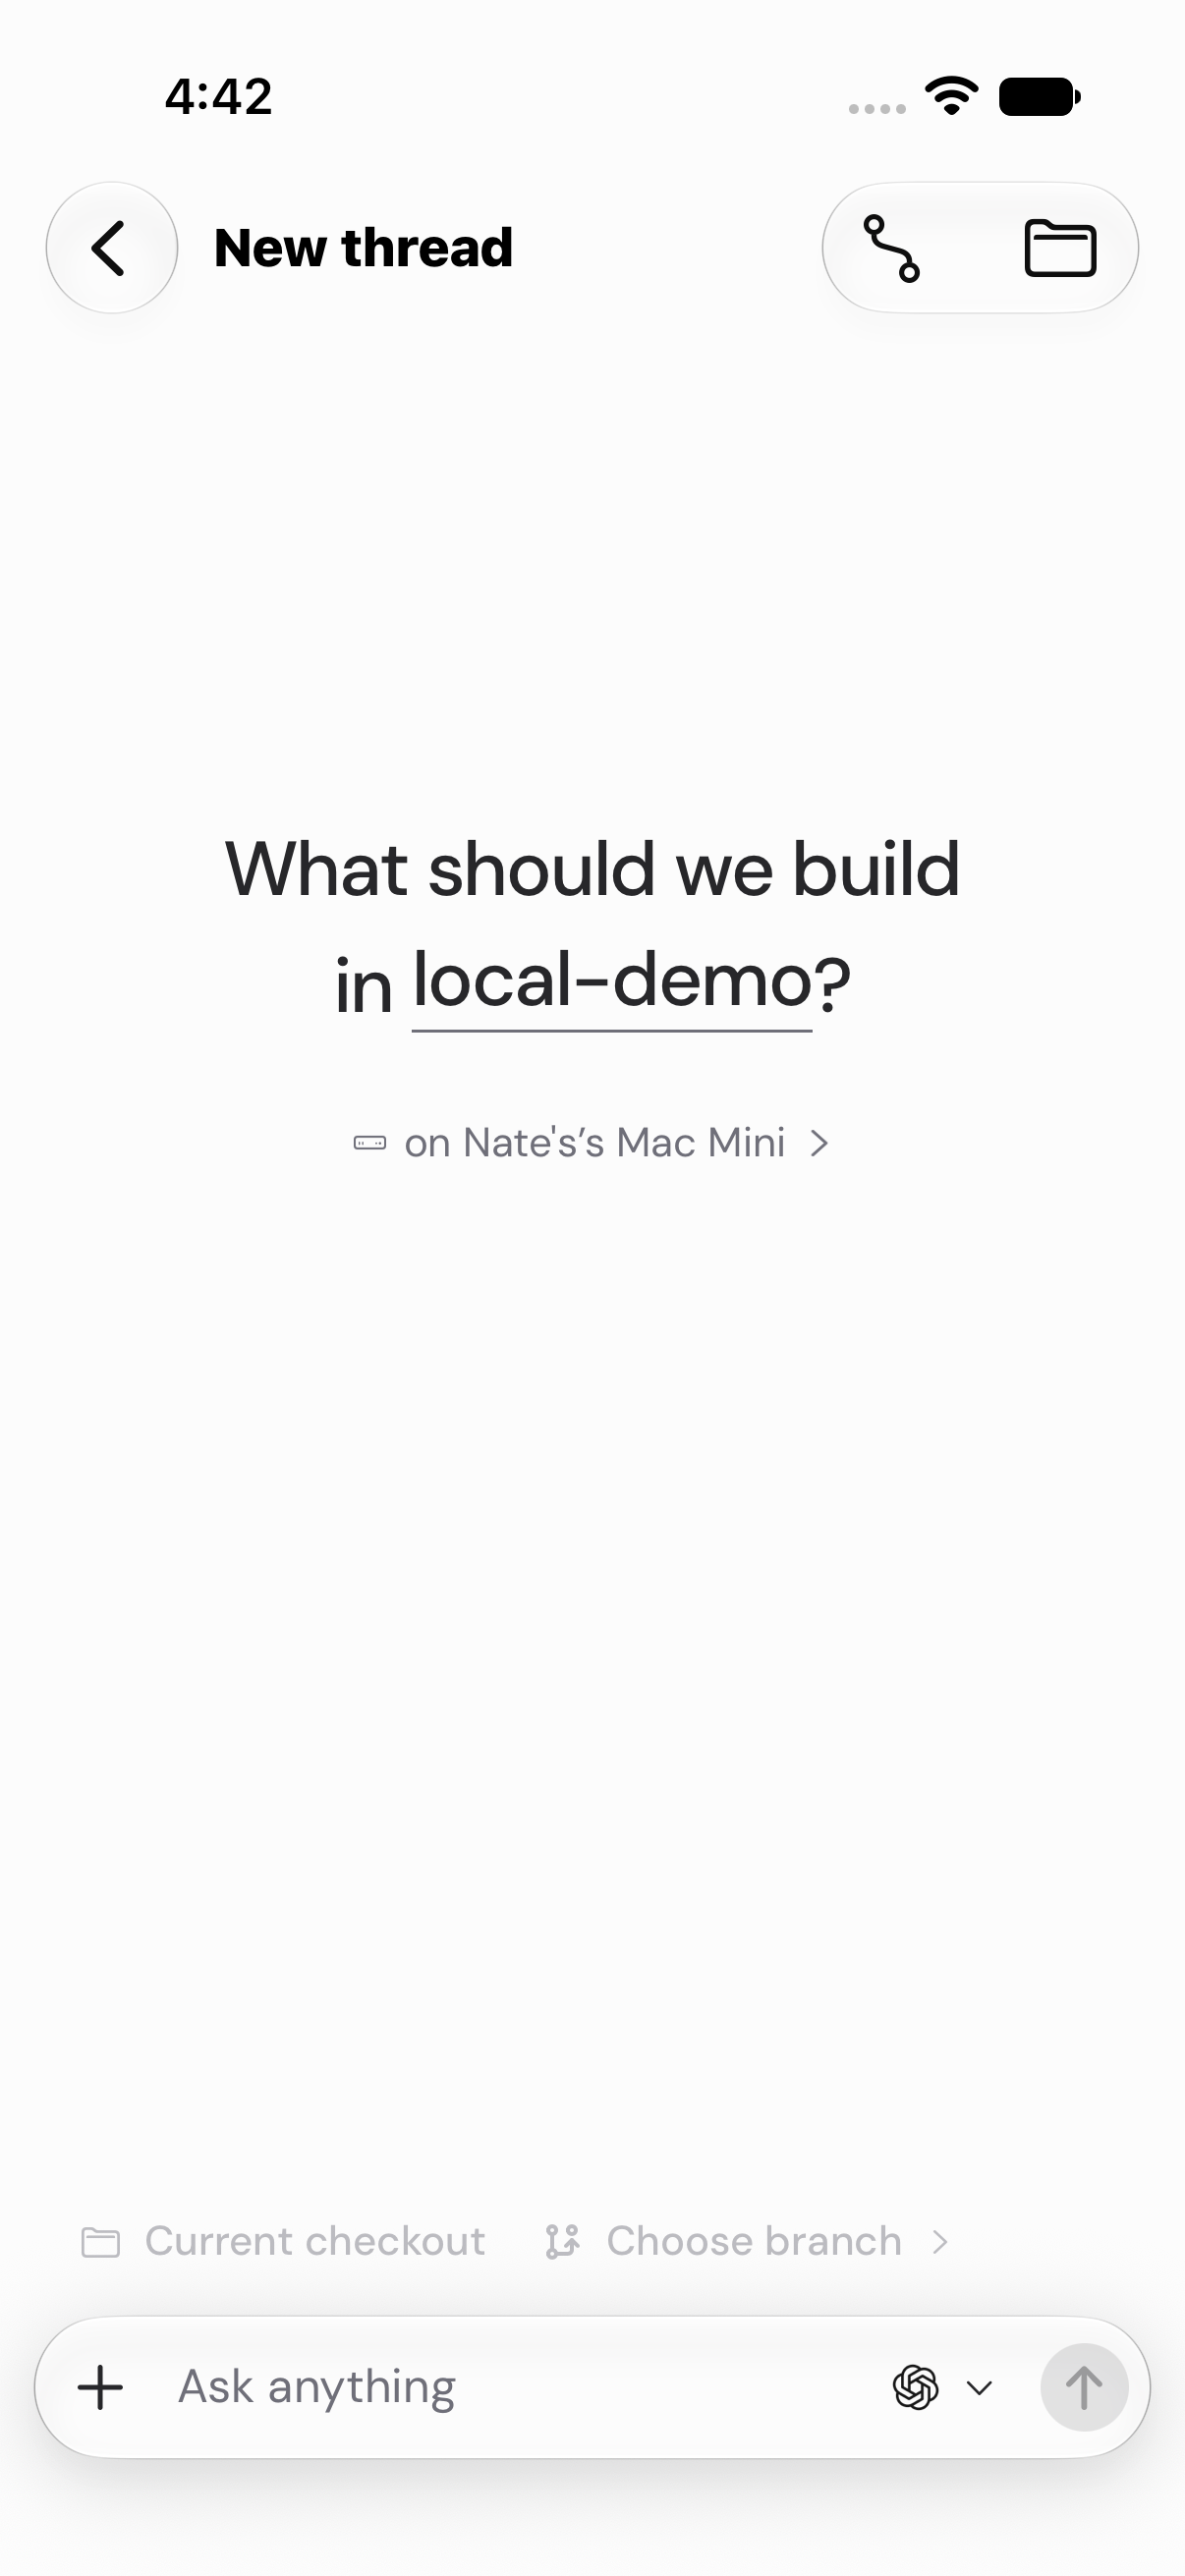 4:42
New thread
What should we build
in local-demo?
on Nate's’s Mac Mini
Current checkout Choose branch
Ask anything